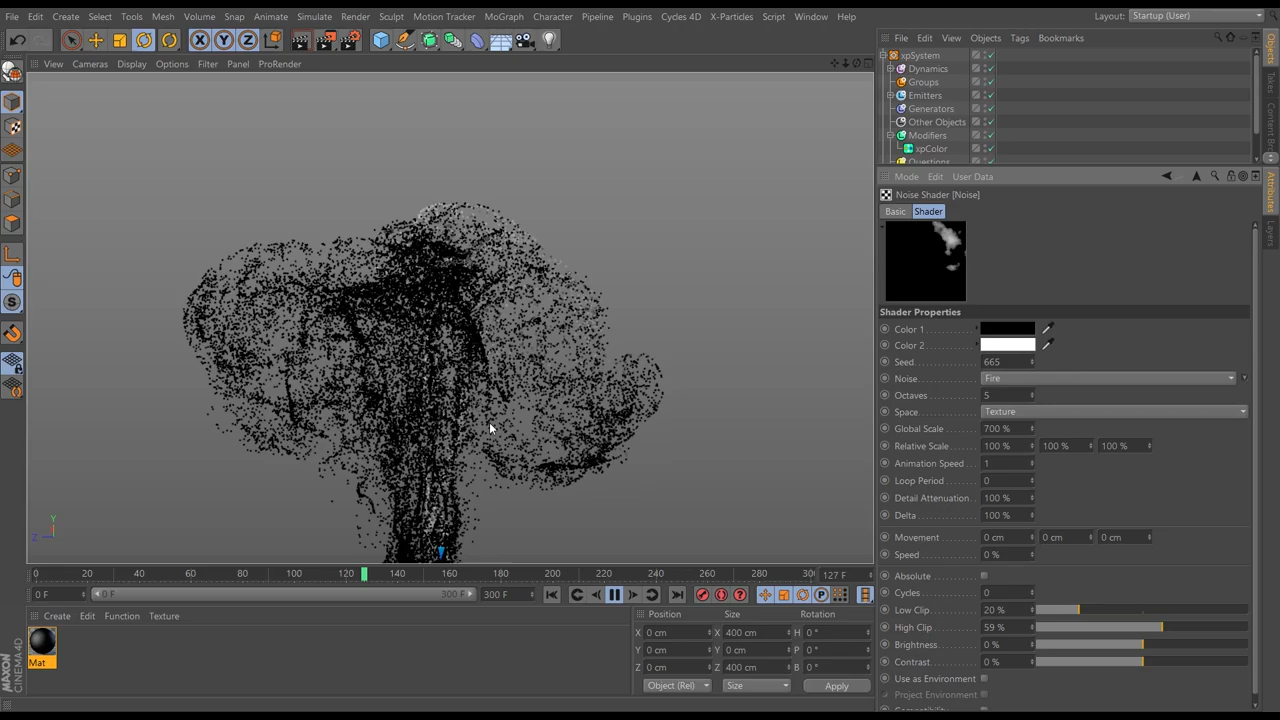 File Edit Create Select Tools Mesh Volume Snap Animate Simulate Render Sculpt Motion Tracker MoGraph Character Pipeline Plugins Cycles 4D X-Particles Script Window Help Layout: Startup (User)
X Y Z
File Edit View Objects Tags Bookmarks
View Cameras Display Options Filter Panel ProRender
xpSystem
Dynamics
Groups
Emitters
Generators
Other Objects
Modifiers
xpColor
Questions
Objects
Takes
Attributes
Layers
Mode Edit User Data
Noise Shader [Noise]
Basic Shader
Shader Properties
Color 1
Color 2
Seed 665
Noise Fire
Octaves 5
Space Texture
Global Scale 700 %
Relative Scale 100 % 100 % 100 %
Animation Speed 1
Loop Period 0
Detail Attenuation 100 %
Delta 100 %
Movement 0 cm 0 cm 0 cm
Speed 0 %
Absolute
Cycles 0
Low Clip 20 %
High Clip 59 %
Brightness 0 %
Contrast 0 %
Use as Environment
Project Environment
S
Y
Z
0 20 40 60 80 100 120 140 160 180 200 220 240 260 280 127 F
0 F 0 F 300 F 300 F
Create Edit Function Texture
Mat
Position Size Rotation
X 0 cm X 400 cm H 0 °
Y 0 cm Y 0 cm P 0 °
Z 0 cm Z 400 cm B 0 °
Object (Rel) Size Apply
MAXON
CINEMA 4D